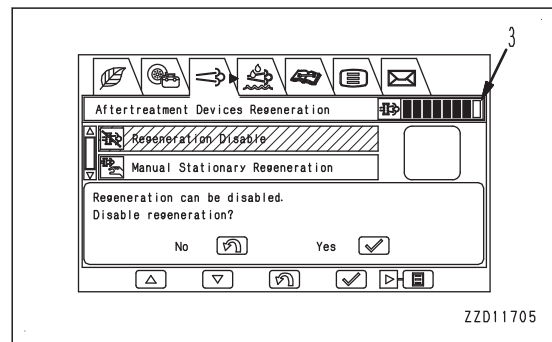 3
Aftertreatment Devices Regeneration
Regeneration Disable
Manual Stationary Regeneration
Regeneration can be disabled.
Disable regeneration?
No Yes
ZZD11705